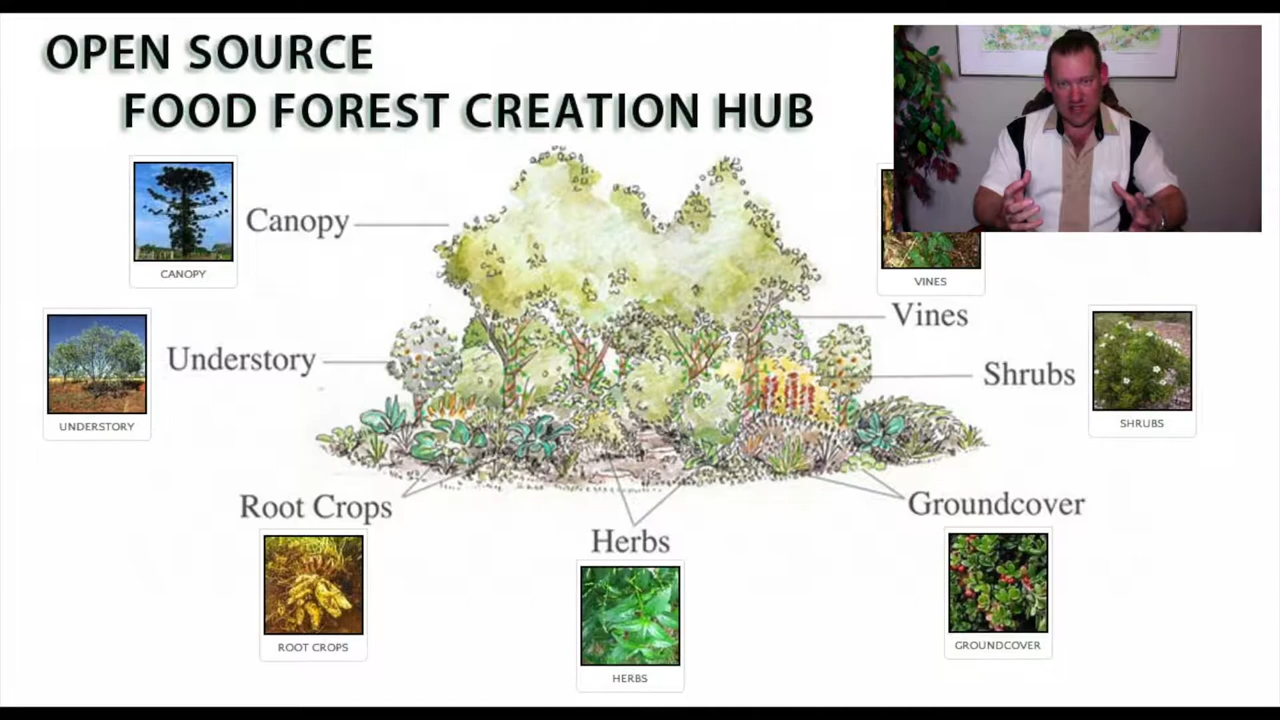 OPEN SOURCE
FOOD FOREST CREATION HUB
Canopy
CANOPY
VINES
Vines
Understory
UNDERSTORY
Shrubs
SHRUBS
Root Crops
ROOT CROPS
Herbs
HERBS
Groundcover
GROUNDCOVER